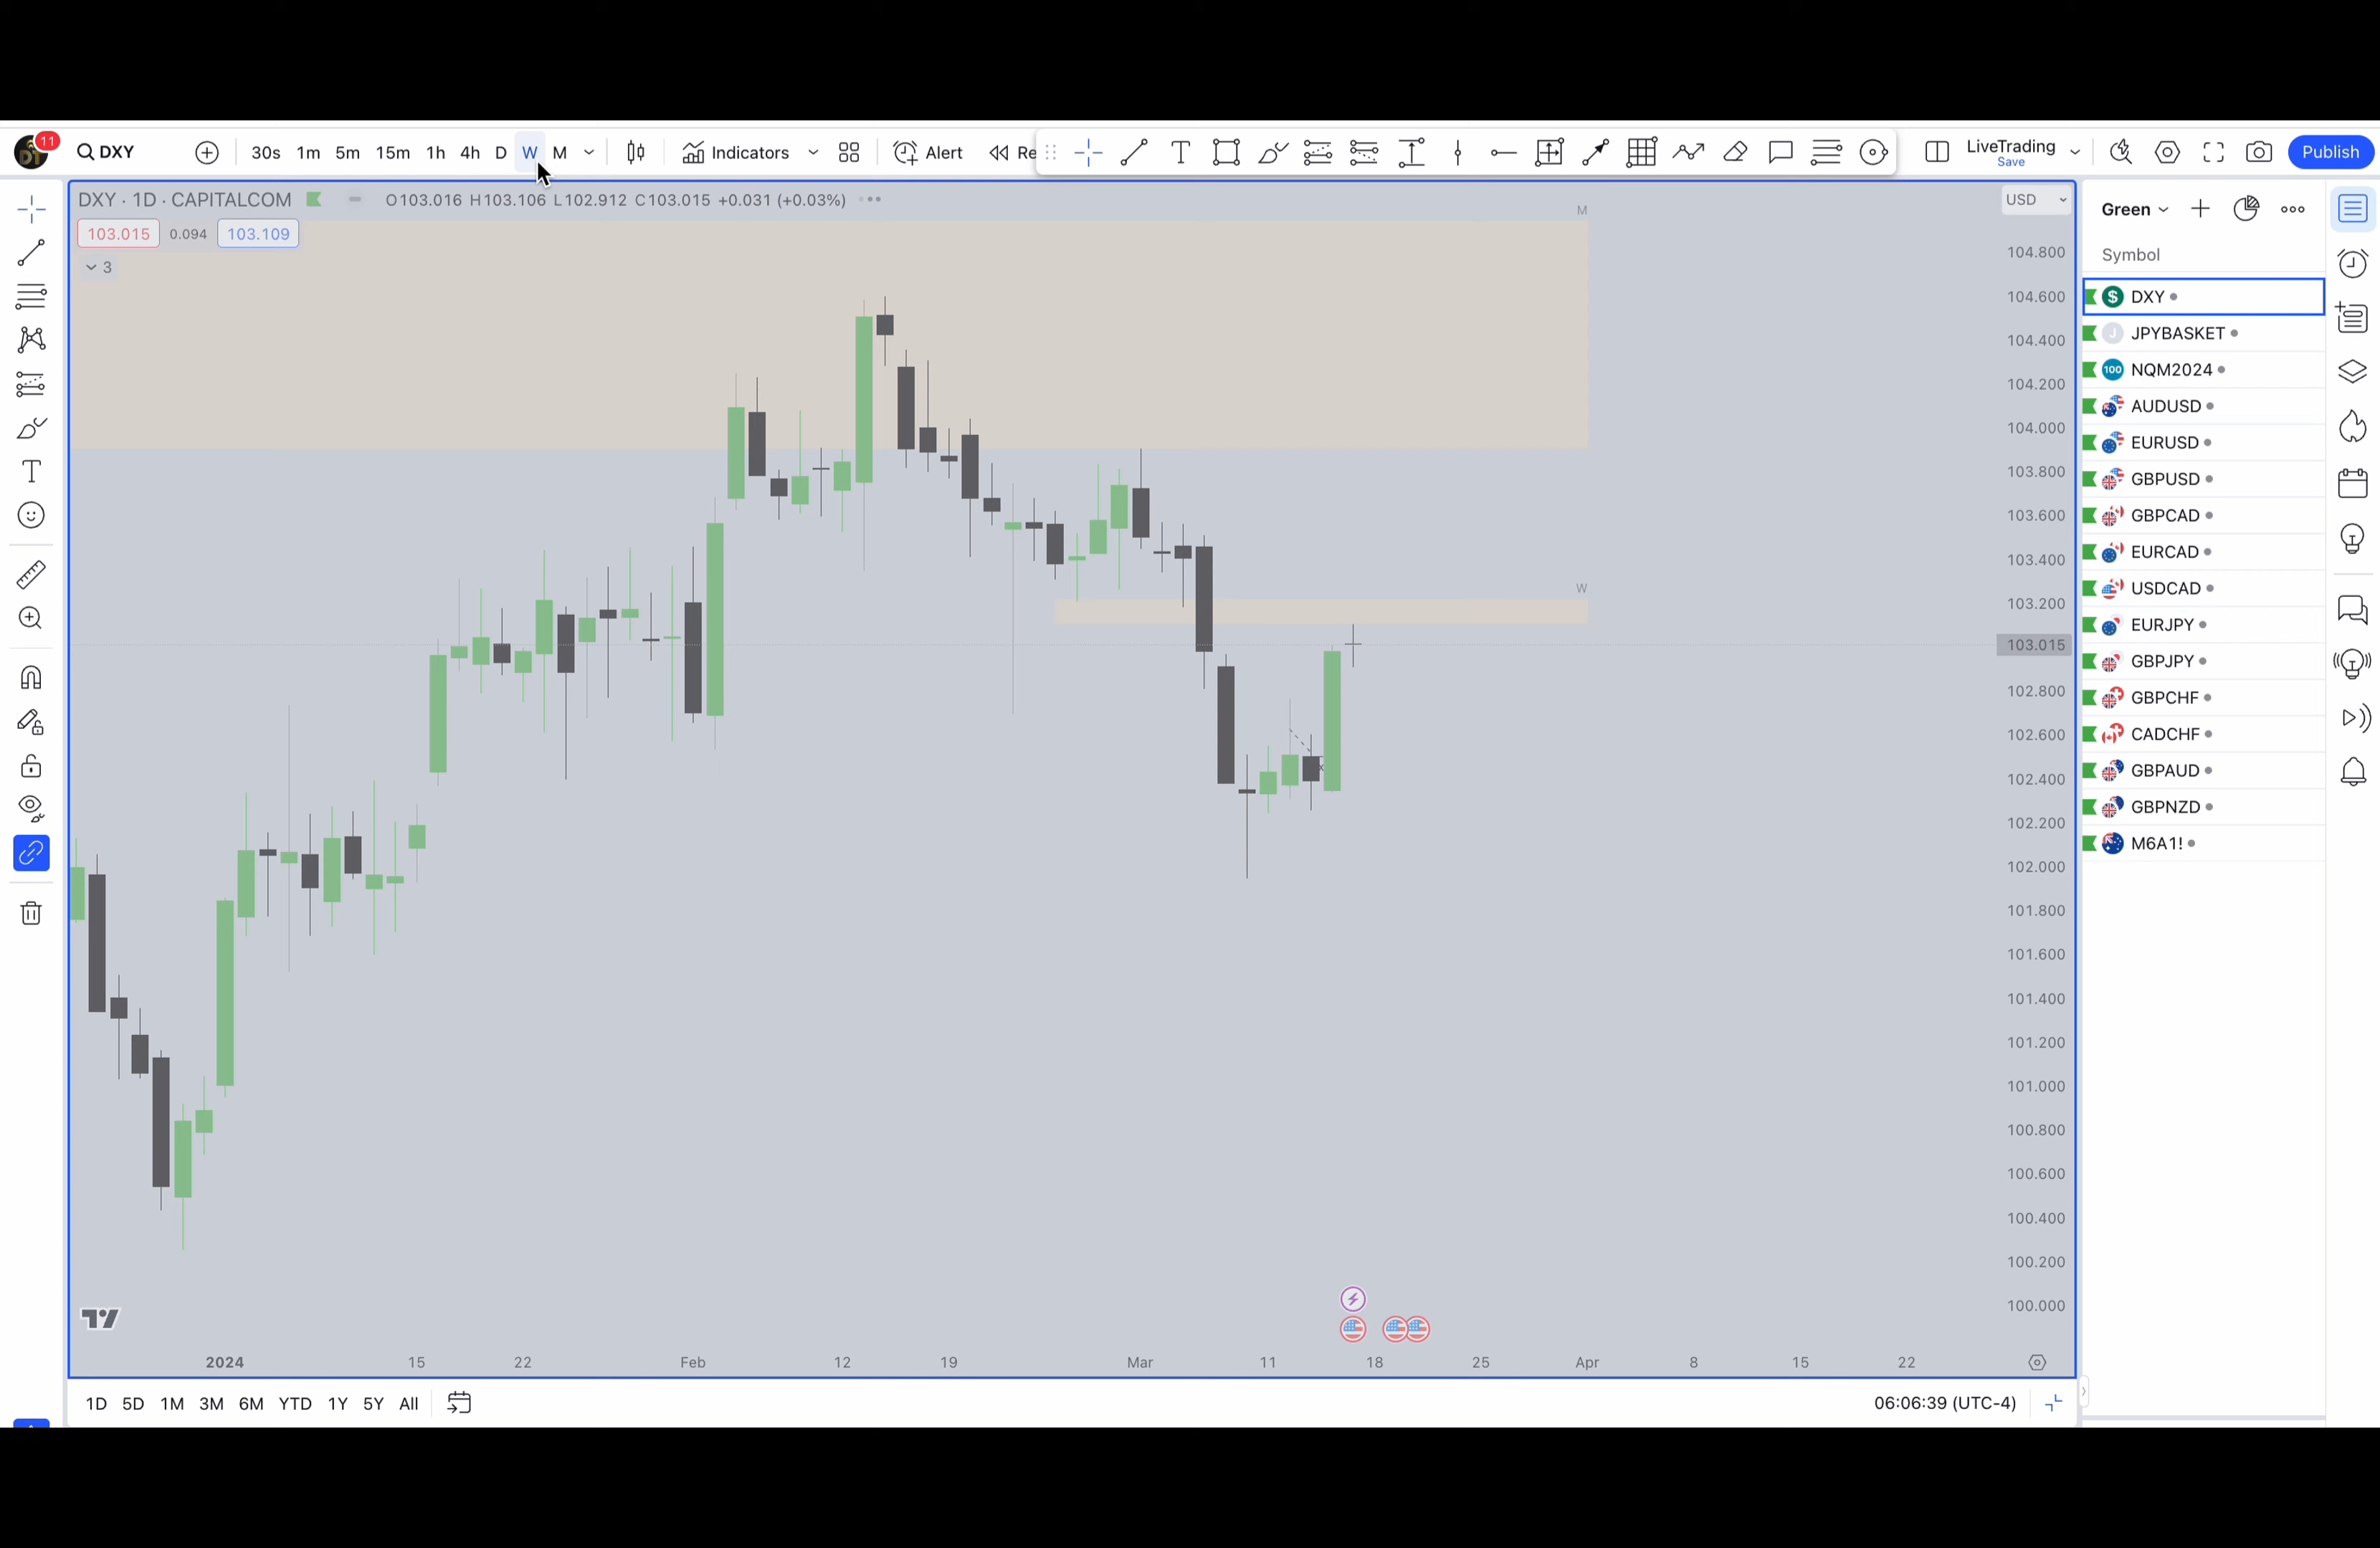 11 DXY 30s 1m 5m 15m 1h 4h D W M Indicators Alert Re LiveTrading Publish
Save
DXY · 1D · CAPITALCOM O103.016 H103.106 L102.912 C103.015 +0.031 (+0.03%)
103.015 0.094 103.109
3
M
W
USD
104.800
104.600
104.400
104.200
104.000
103.800
103.600
103.400
103.200
103.015
102.800
102.600
102.400
102.200
102.000
101.800
101.600
101.400
101.200
101.000
100.800
100.600
100.400
100.200
100.000
2024 15 22 Feb 12 19 Mar 11 18 25 Apr 8 15 22
1D 5D 1M 3M 6M YTD 1Y 5Y All
06:06:39 (UTC-4)
Green
Symbol
DXY
JPYBASKET
100 NQM2024
AUDUSD
EURUSD
GBPUSD
GBPCAD
EURCAD
USDCAD
EURJPY
GBPJPY
GBPCHF
CADCHF
GBPAUD
GBPNZD
M6A1!